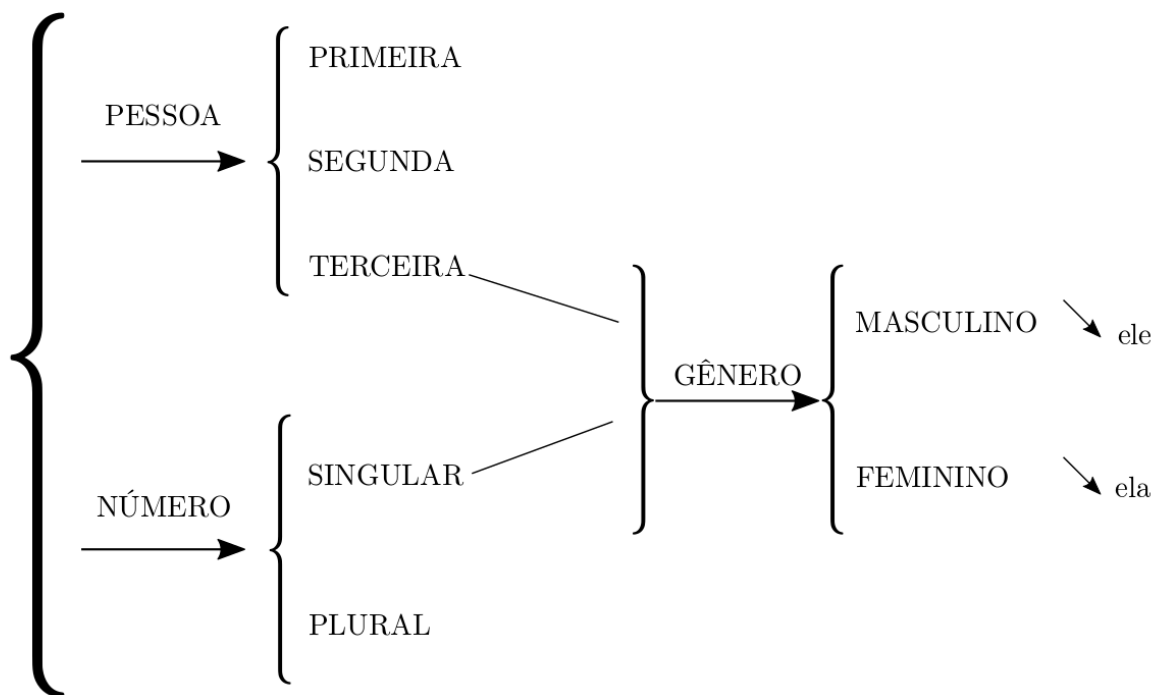 PESSOA
PRIMEIRA
SEGUNDA
TERCEIRA
NÚMERO
SINGULAR
PLURAL
GÊNERO
MASCULINO
ele
FEMININO
ela